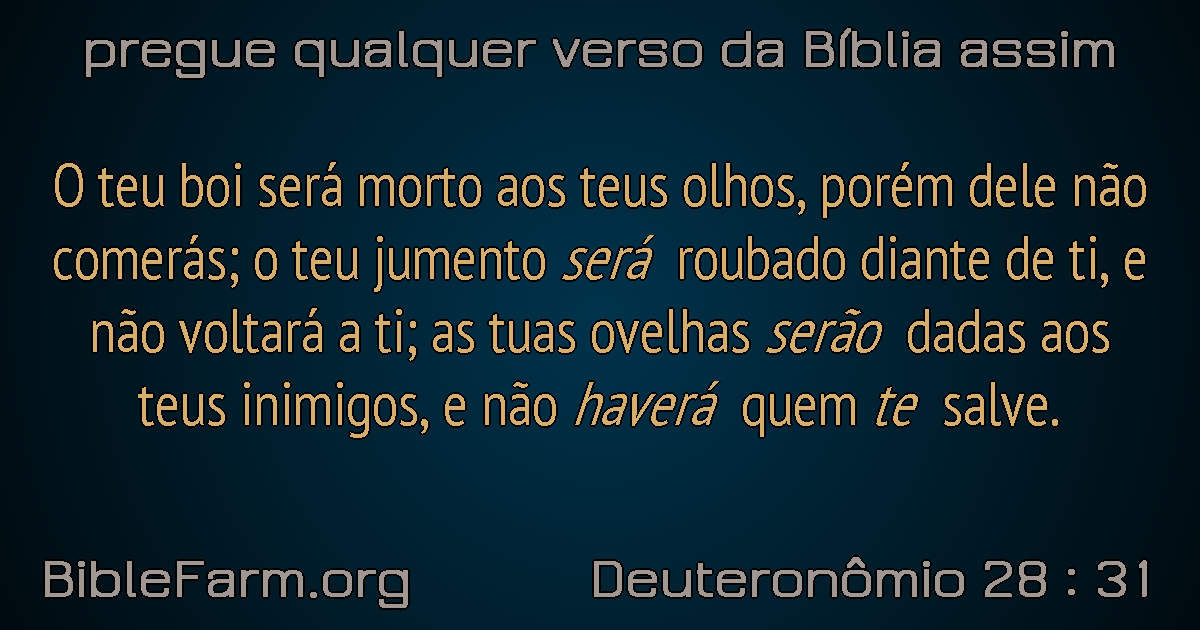 pregue qualquer verso da Bíblia assim
O teu boi será morto aos teus olhos, porém dele não
comerás; o teu jumento será roubado diante de ti, e
não voltará a ti; as tuas ovelhas serão dadas aos
teus inimigos, e não haverá quem te salve.
BibleFarm.org
Deuteronômio 28 : 31